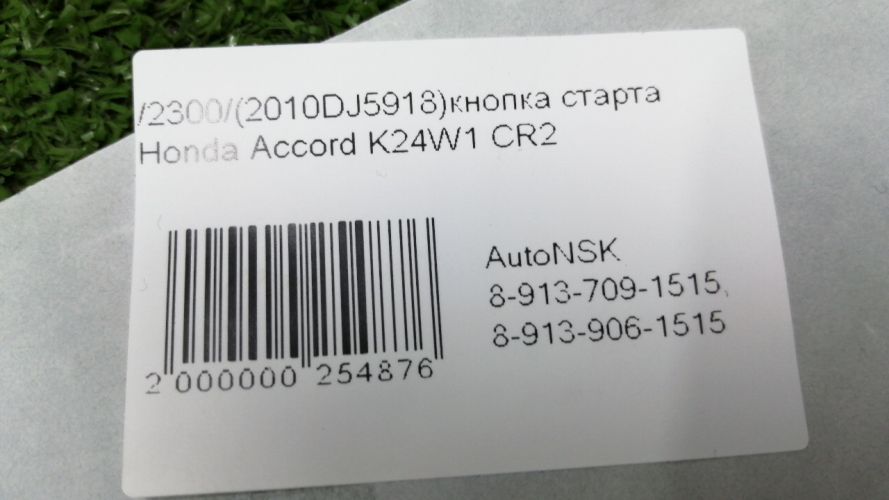 /2300/(2010DJ5918)кнопка старта
Honda Accord K24W1 CR2
AutoNSK
8-913-709-1515
8-913-906-1515
2 000000 254876